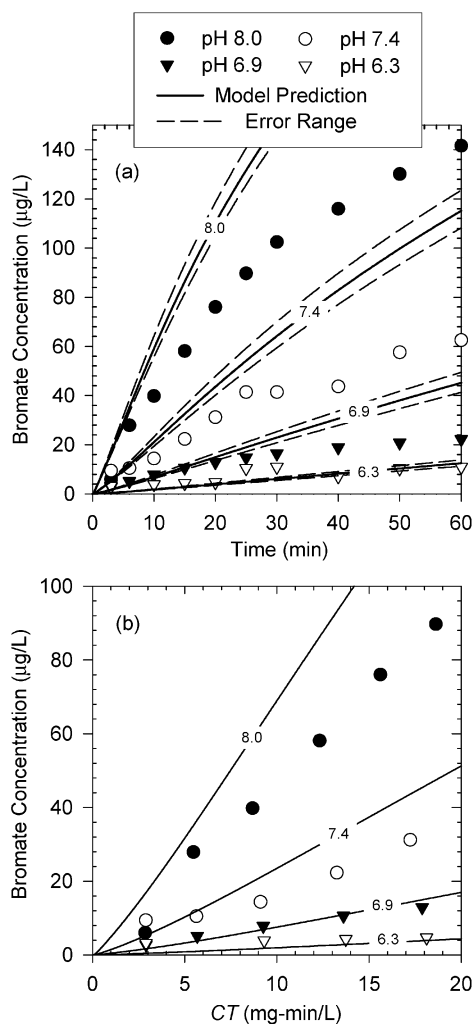 pH 8.0 pH 7.4
pH 6.9 pH 6.3
Model Prediction
Error Range
(a)
Bromate Concentration (µg/L)
140
120
100
80
60
40
20
0
8.0
7.4
6.9
6.3
0 10 20 30 40 50 60
Time (min)
(b)
Bromate Concentration (µg/L)
100
80
60
40
20
0
8.0
7.4
6.9
6.3
0 5 10 15 20
CT (mg-min/L)